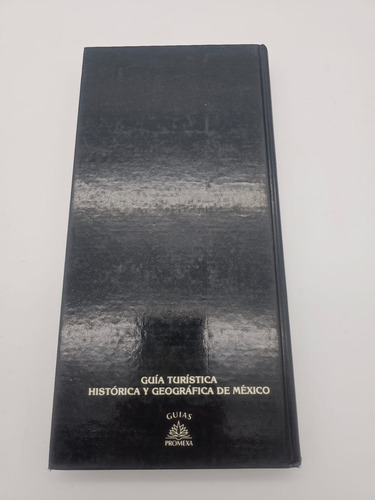 GUÍA TURÍSTICA
HISTÓRICA Y GEOGRÁFICA DE MÉXICO
GUIAS
PROMEXA